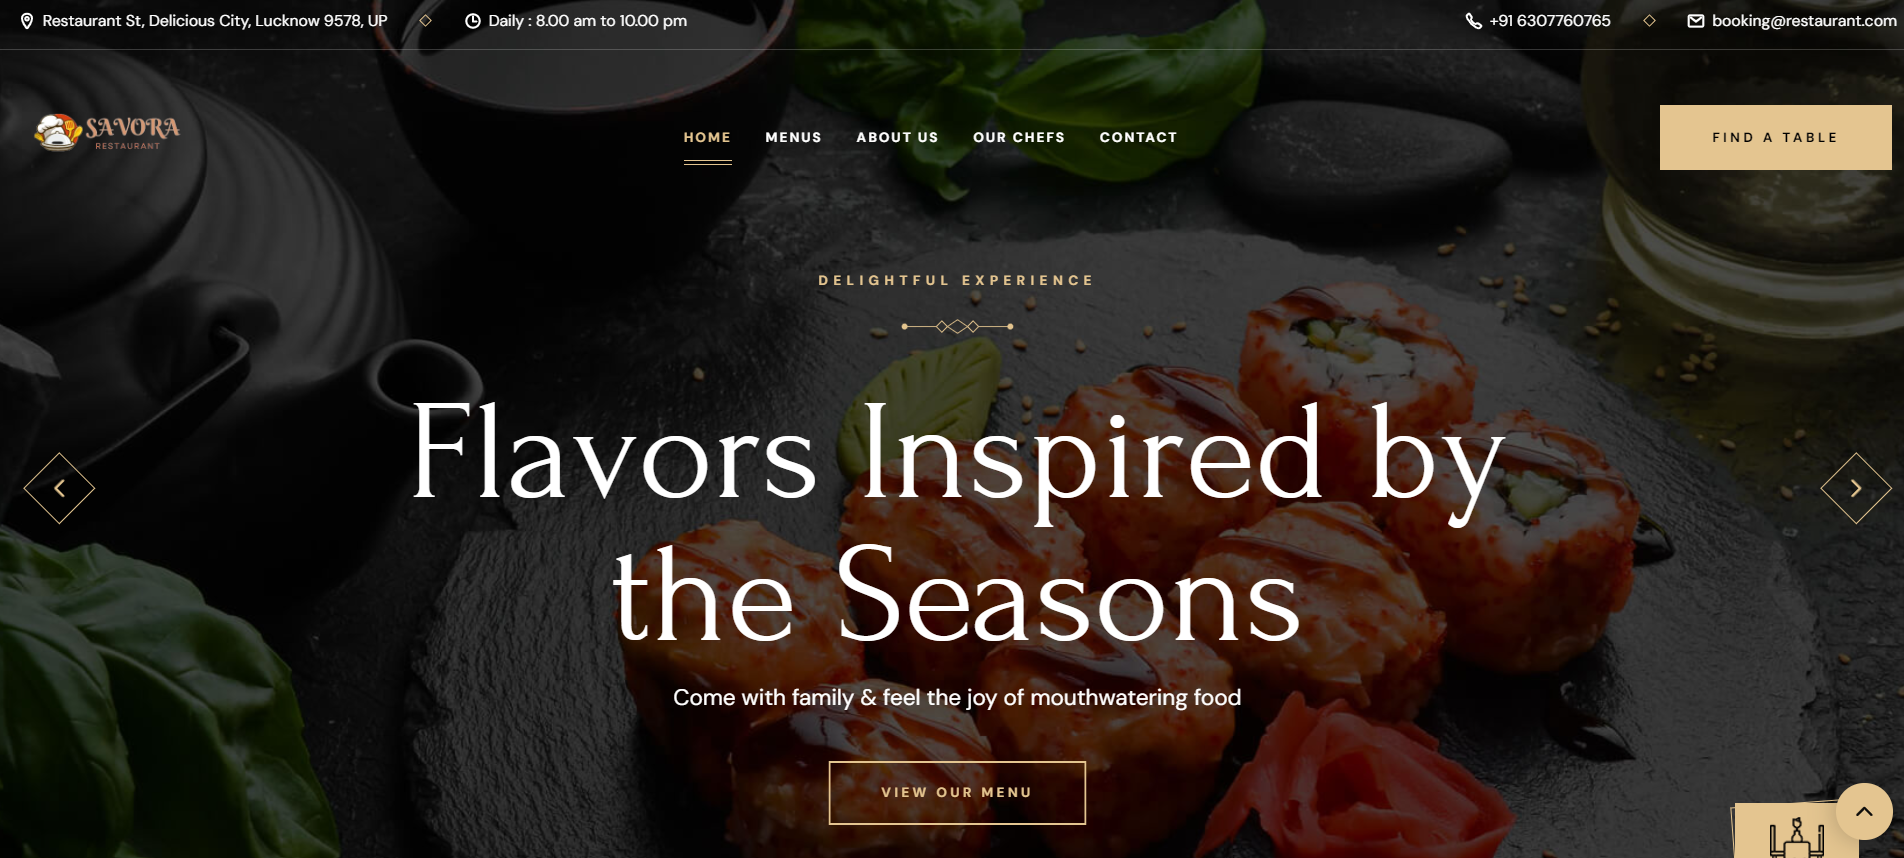 Restaurant St, Delicious City, Lucknow 9578, UP
Daily : 8.00 am to 10.00 pm
+91 6307760765
booking@restaurant.com
SAVORA
RESTAURANT
HOME
MENUS
ABOUT US
OUR CHEFS
CONTACT
FIND A TABLE
DELIGHTFUL EXPERIENCE
Flavors Inspired by
the Seasons
Come with family & feel the joy of mouthwatering food
VIEW OUR MENU